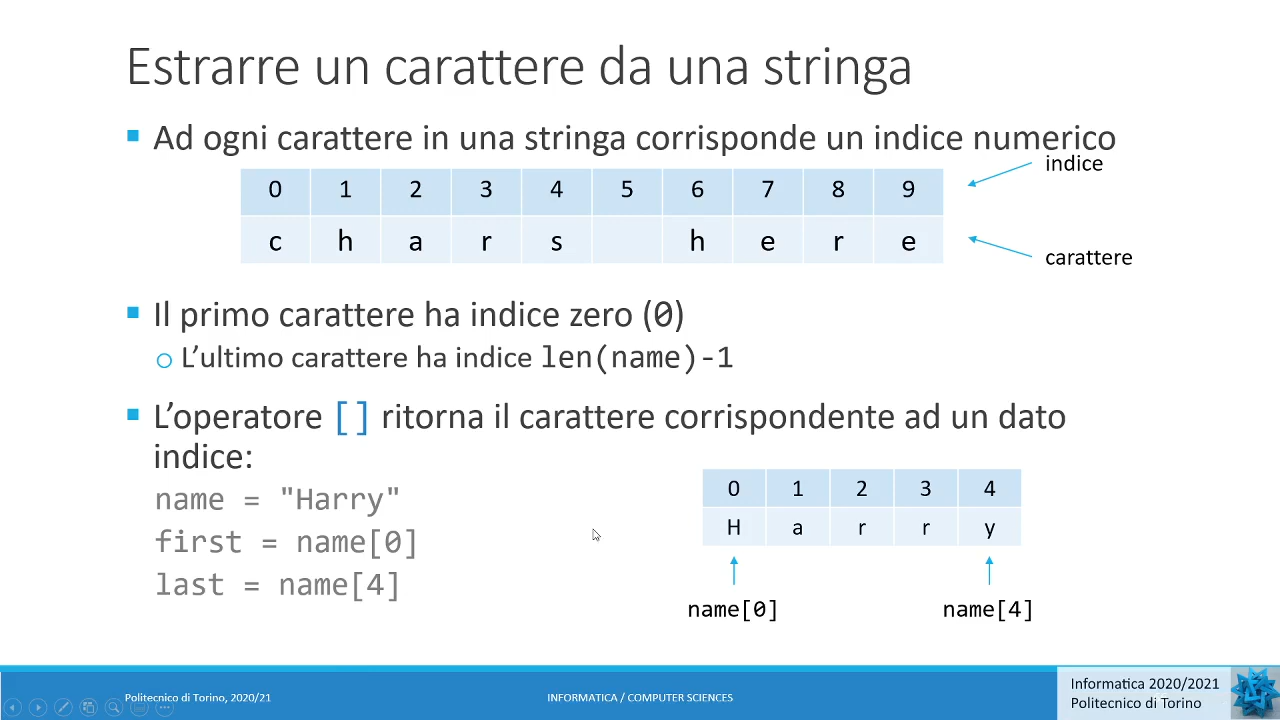 Estrarre un carattere da una stringa
Ad ogni carattere in una stringa corrisponde un indice numerico
indice
0 1 2 3 4 5 6 7 8 9
c h a r s h e r e
carattere
Il primo carattere ha indice zero (0)
L'ultimo carattere ha indice len(name)-1
L'operatore [] ritorna il carattere corrispondente ad un dato
indice:
name = "Harry"
first = name[0]
last = name[4]
0 1 2 3 4
H a r r y
name[0] name[4]
Politecnico di Torino, 2020/21
INFORMATICA / COMPUTER SCIENCES
Informatica 2020/2021
Politecnico di Torino